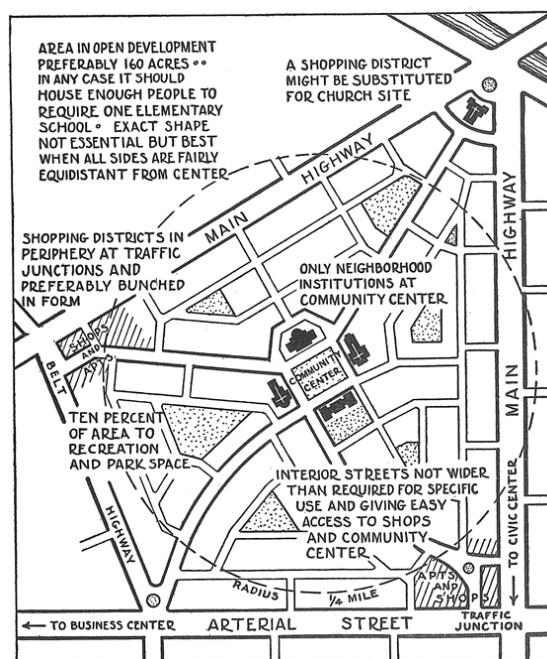 AREA IN OPEN DEVELOPMENT
PREFERABLY 160 ACRES ••
IN ANY CASE IT SHOULD
HOUSE ENOUGH PEOPLE TO
REQUIRE ONE ELEMENTARY
SCHOOL • EXACT SHAPE
NOT ESSENTIAL BUT BEST
WHEN ALL SIDES ARE FAIRLY
EQUIDISTANT FROM CENTER
A SHOPPING DISTRICT
MIGHT BE SUBSTITUTED
FOR CHURCH SITE
MAIN HIGHWAY
HIGHWAY
MAIN
SHOPPING DISTRICTS IN
PERIPHERY AT TRAFFIC
JUNCTIONS AND
PREFERABLY BUNCHED
IN FORM
ONLY NEIGHBORHOOD
INSTITUTIONS AT
COMMUNITY CENTER
SHOPS
AND
APTS
BELT
HIGHWAY
COMMUNITY
CENTER
TEN PERCENT
OF AREA TO
RECREATION
AND PARK SPACE
INTERIOR STREETS NOT WIDER
THAN REQUIRED FOR SPECIFIC
USE AND GIVING EASY
ACCESS TO SHOPS
AND COMMUNITY
CENTER
TO CIVIC CENTER →
RADIUS 1/4 MILE
APTS
AND
SHOPS
TRAFFIC
JUNCTION
← TO BUSINESS CENTER
ARTERIAL STREET